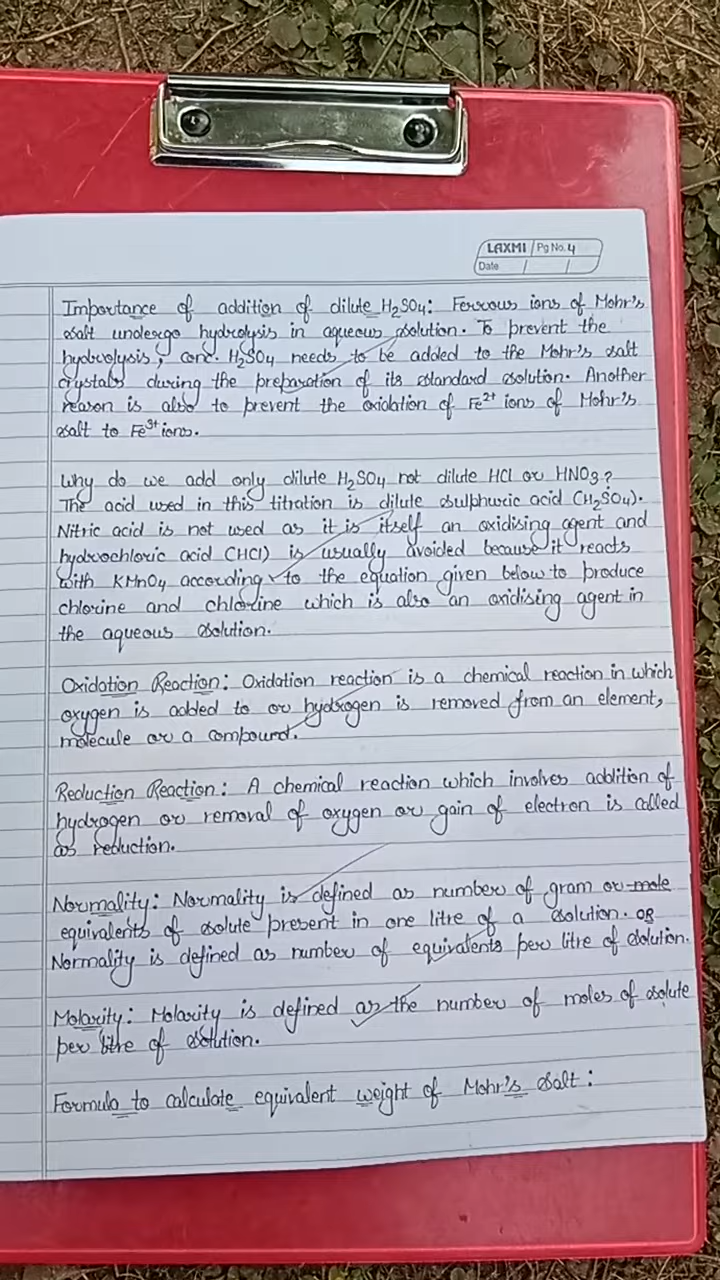 LAXMI Pg No. 4
Date / /
Importance of addition of dilute H₂SO₄: Ferrous ions of Mohr's
salt undergo hydrolysis in aqueous solution. To prevent the
hydrolysis, conc. H₂SO₄ needs to be added to the Mohr's salt
crystals during the preparation of its standard solution. Another
reason is also to prevent the oxidation of Fe²⁺ ions of Mohr's
salt to Fe³⁺ ions.
Why do we add only dilute H₂SO₄ not dilute HCl or HNO₃?
The acid used in this titration is dilute sulphuric acid (H₂SO₄).
Nitric acid is not used as it is itself an oxidising agent and
hydrochloric acid (HCl) is usually avoided because it reacts
with KMnO₄ according to the equation given below to produce
chlorine and chlorine which is also an oxidising agent in
the aqueous solution.
Oxidation Reaction: Oxidation reaction is a chemical reaction in which
oxygen is added to or hydrogen is removed from an element,
molecule or a compound.
Reduction Reaction: A chemical reaction which involves addition of
hydrogen or removal of oxygen or gain of electron is called
as reduction.
Normality: Normality is defined as number of gram or mole
equivalents of solute present in one litre of a solution. OR
Normality is defined as number of equivalents per litre of solution.
Molarity: Molarity is defined as the number of moles of solute
per litre of solution.
Formula to calculate equivalent weight of Mohr's salt: